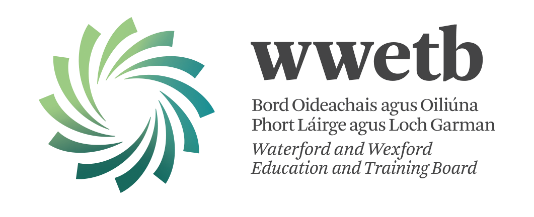 wwetb
Bord Oideachais agus Oiliúna
Phort Láirge agus Loch Garman
Waterford and Wexford
Education and Training Board